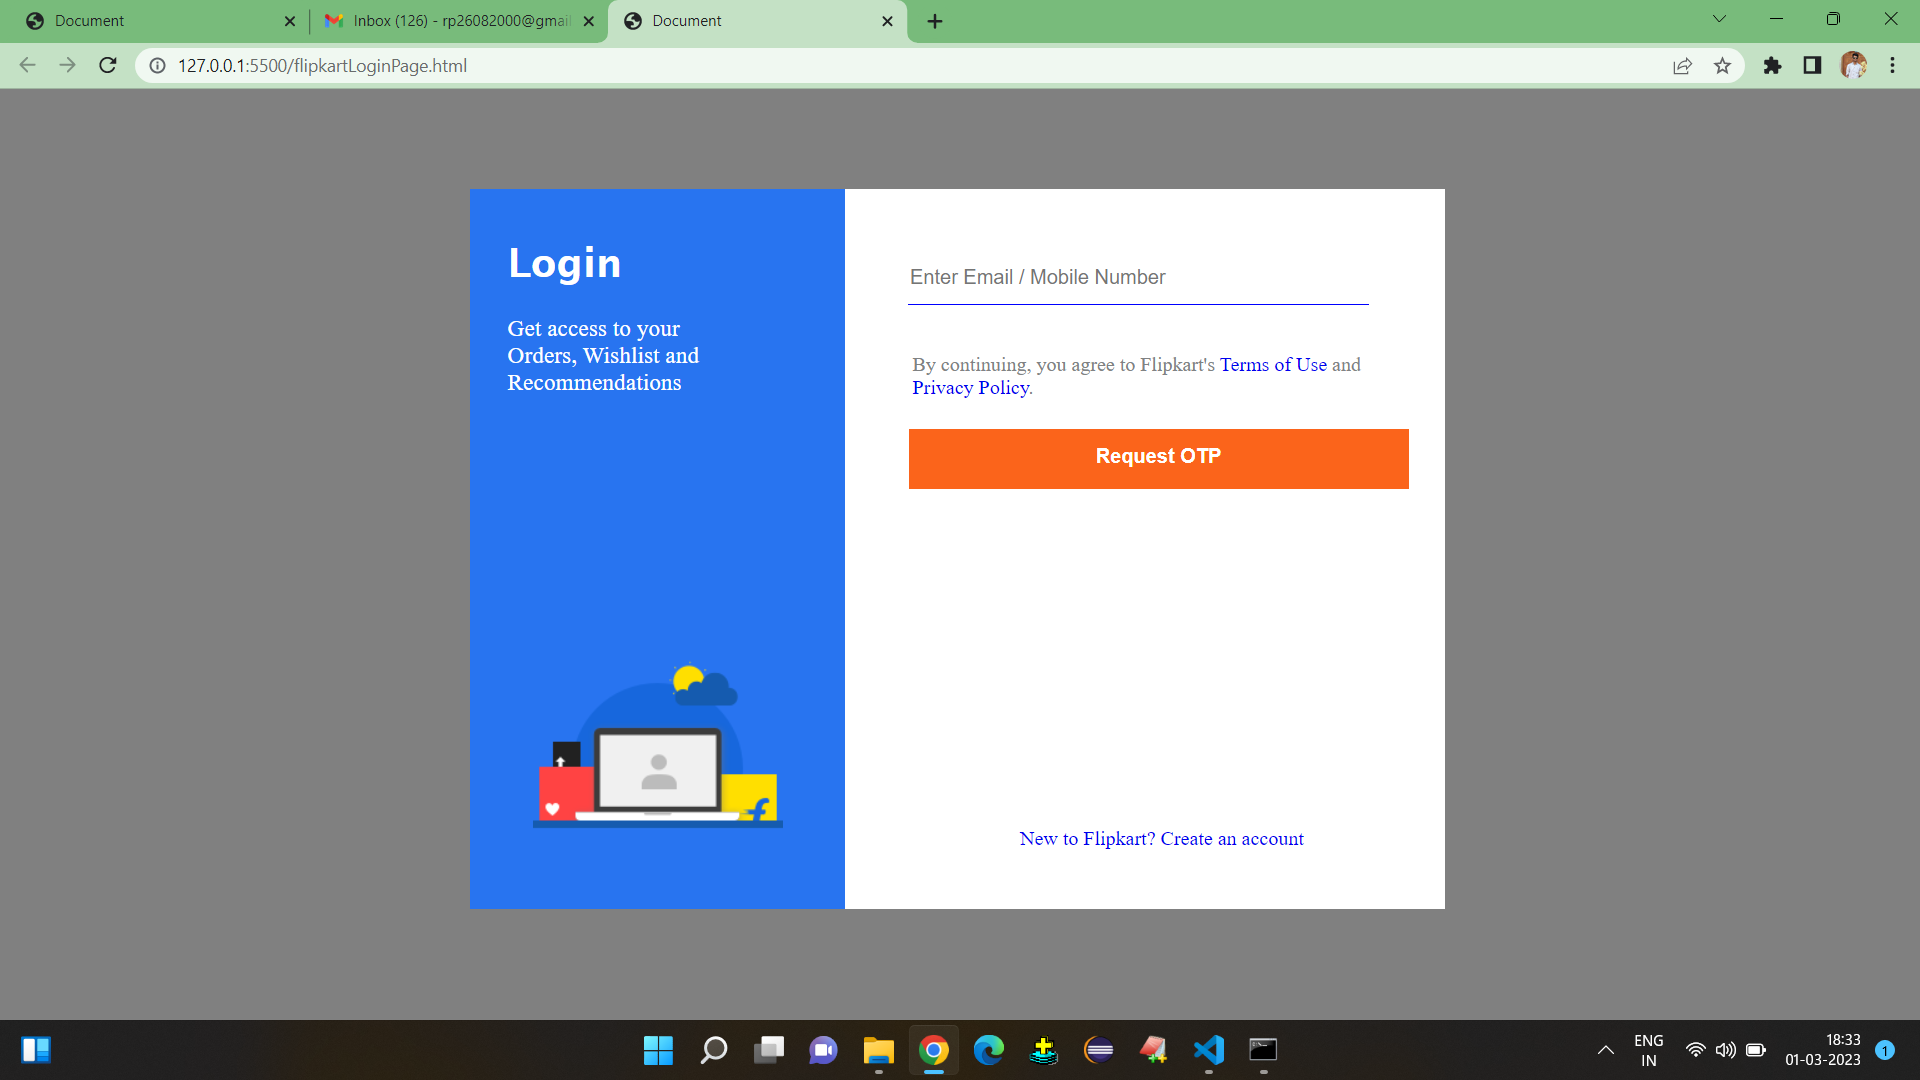 Document
Inbox (126) - rp26082000@gmail
Document
127.0.0.1:5500/flipkartLoginPage.html
Login
Get access to your
Orders, Wishlist and
Recommendations
Enter Email / Mobile Number
By continuing, you agree to Flipkart's Terms of Use and
Privacy Policy.
Request OTP
New to Flipkart? Create an account
ENG
IN
18:33
01-03-2023
1